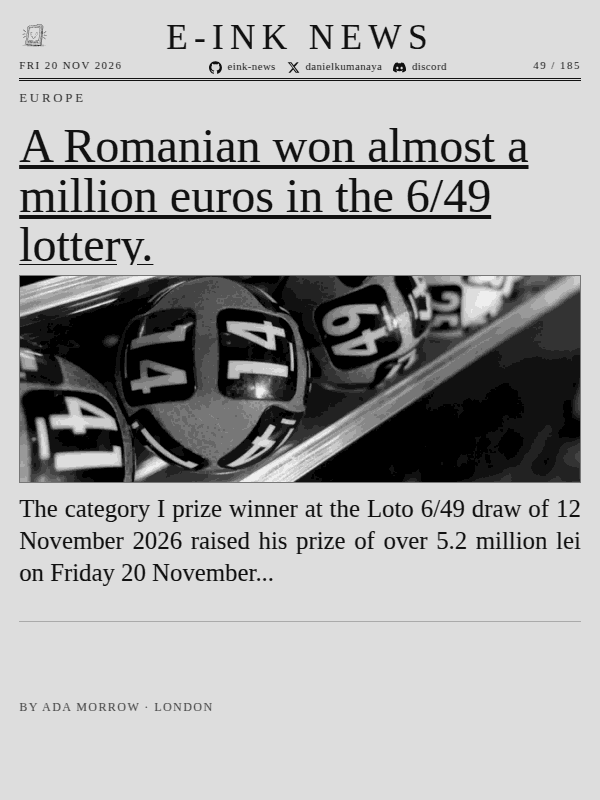 E-INK NEWS
FRI 20 NOV 2026
eink-news danielkumanaya discord
49 / 185
EUROPE
A Romanian won almost a
million euros in the 6/49
lottery.
14
14
49
41
The category I prize winner at the Loto 6/49 draw of 12
November 2026 raised his prize of over 5.2 million lei
on Friday 20 November...
BY ADA MORROW · LONDON